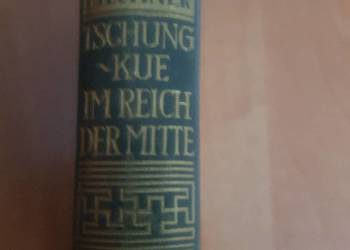 TSCHUNG
-KUE
IM REICH
DER MITTE